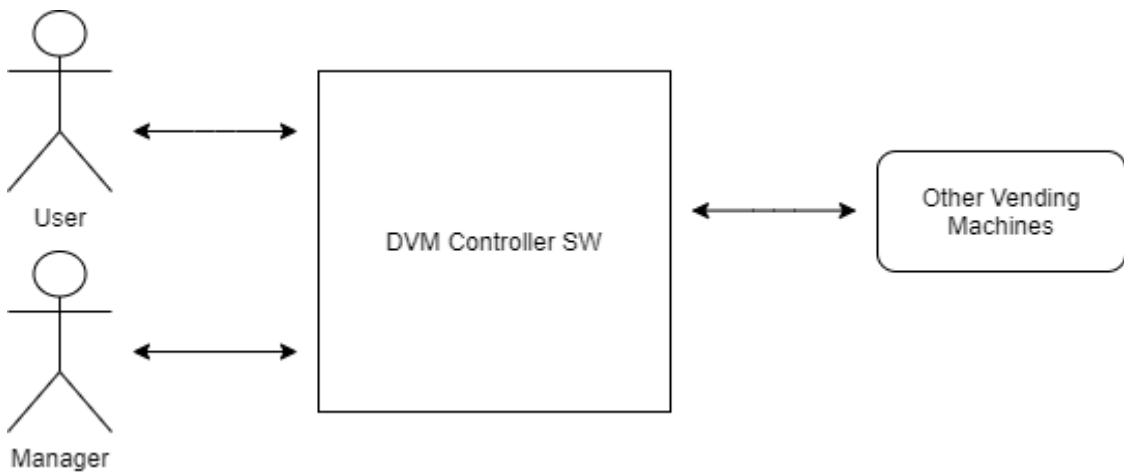 User
Manager
DVM Controller SW
Other Vending
Machines